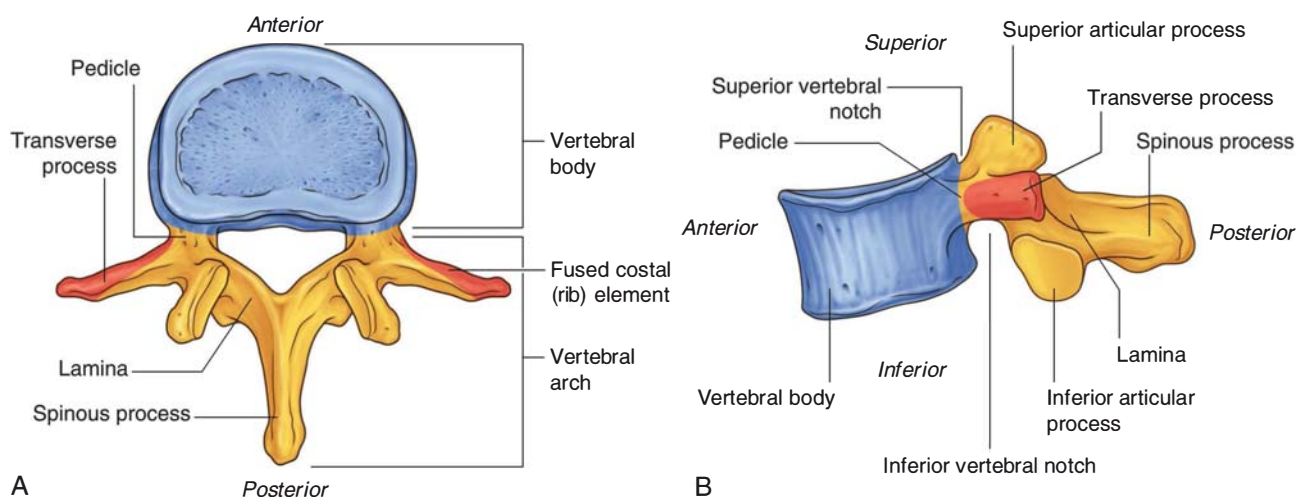 Anterior
Pedicle
Transverse
process
Vertebral
body
Fused costal
(rib) element
Lamina
Vertebral
arch
Spinous process
A
Posterior
Superior articular process
Superior
Superior vertebral
notch
Transverse process
Pedicle
Spinous process
Anterior
Posterior
Lamina
Inferior
Vertebral body
Inferior articular
process
Inferior vertebral notch
B